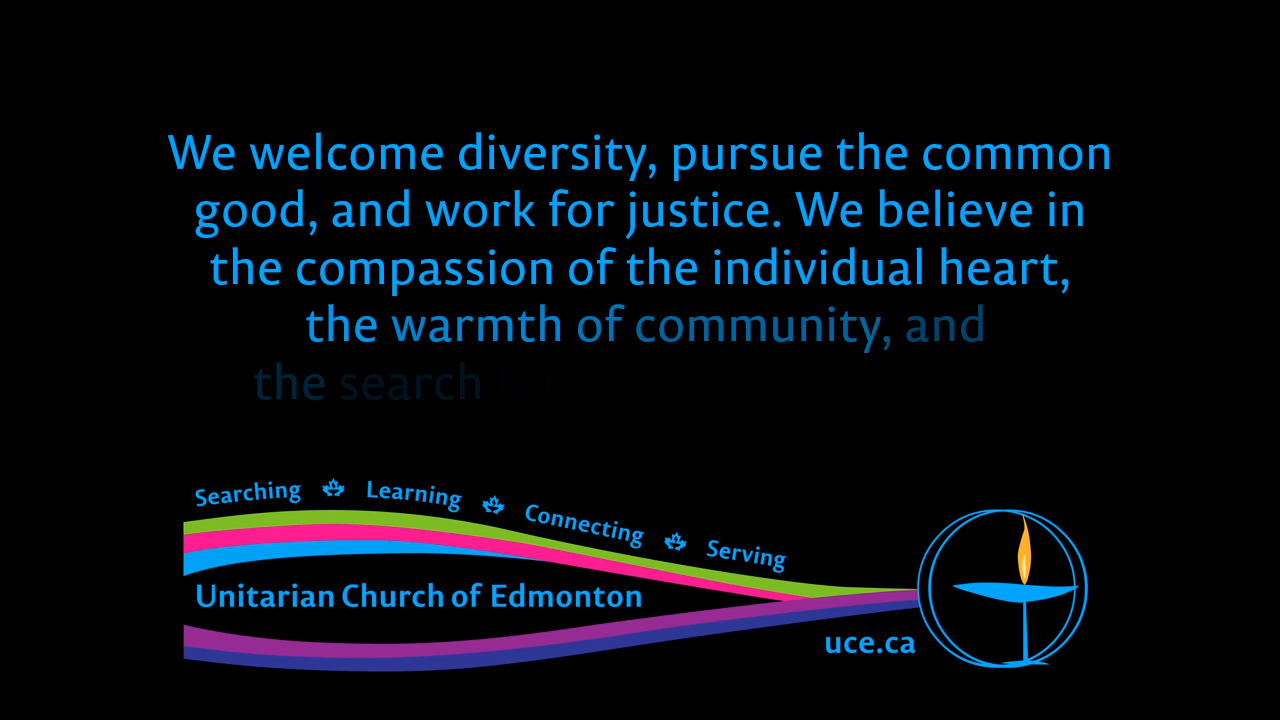 We welcome diversity, pursue the common
good, and work for justice. We believe in
the compassion of the individual heart,
the warmth of community, and
the search for
Searching Learning Connecting Serving
Unitarian Church of Edmonton
uce.ca